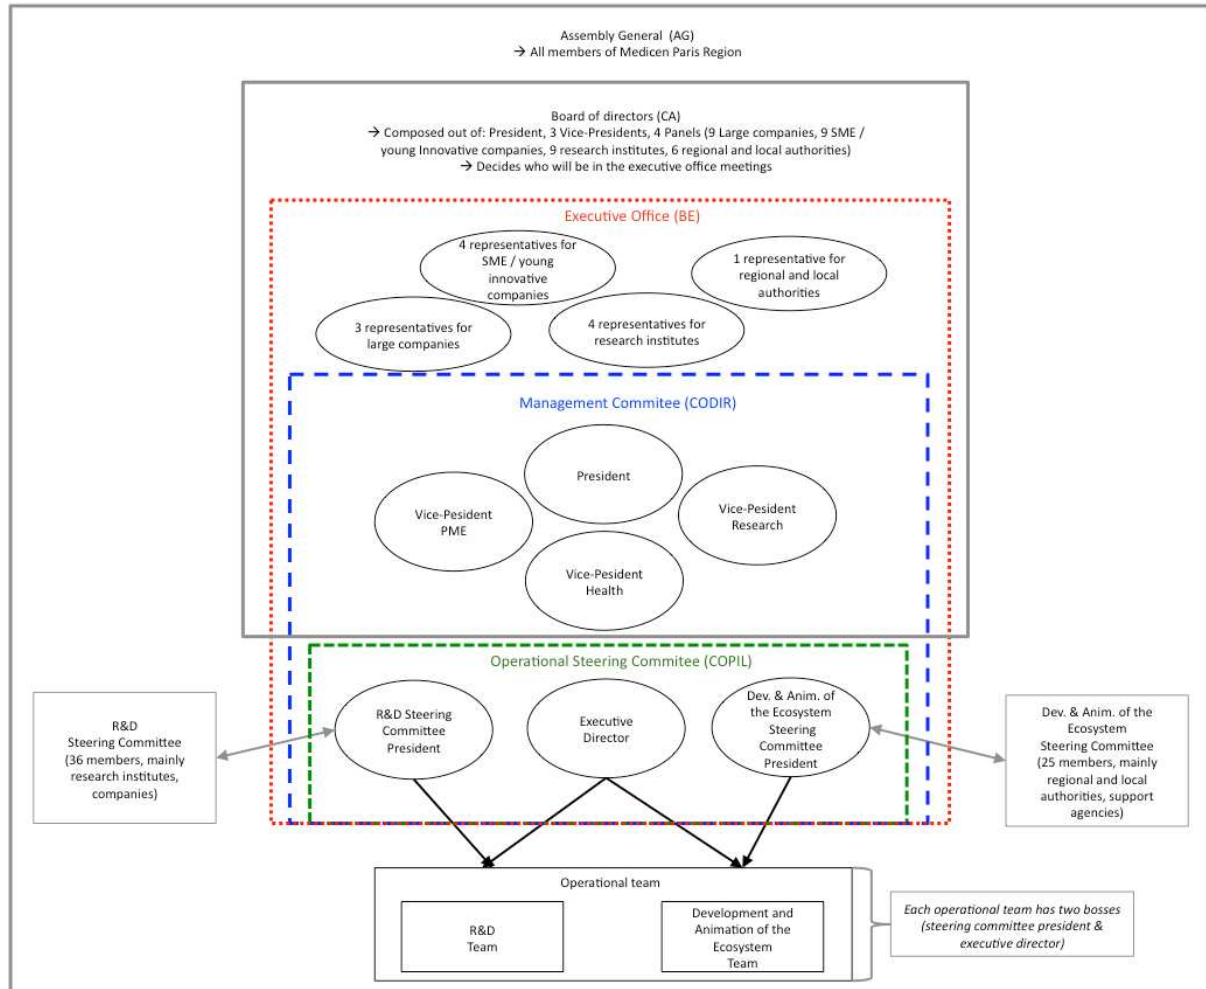 Assembly General  (AG)
→ All members of Medicen Paris Region
Board of directors (CA)
→ Composed out of: President, 3 Vice-Presidents, 4 Panels (9 Large companies, 9 SME /
young Innovative companies, 9 research institutes, 6 regional and local authorities)
→ Decides who will be in the executive office meetings
Executive Office (BE)
4 representatives for
SME / young
innovative
companies
1 representative for
regional and local
authorities
3 representatives for
large companies
4 representatives for
research institutes
Management Commitee (CODIR)
President
Vice-Pesident
PME
Vice-Pesident
Research
Vice-Pesident
Health
Operational Steering Commitee (COPIL)
R&D Steering
Committee
President
Executive
Director
Dev. & Anim. of
the Ecosystem
Steering
Committee
President
R&D
Steering Committee
(36 members, mainly
research institutes,
companies)
Dev. & Anim. of the
Ecosystem
Steering Committee
(25 members, mainly
regional and local
authorities, support
agencies)
Operational team
R&D
Team
Development and
Animation of the
Ecosystem
Team
Each operational team has two bosses
(steering committee president &
executive director)